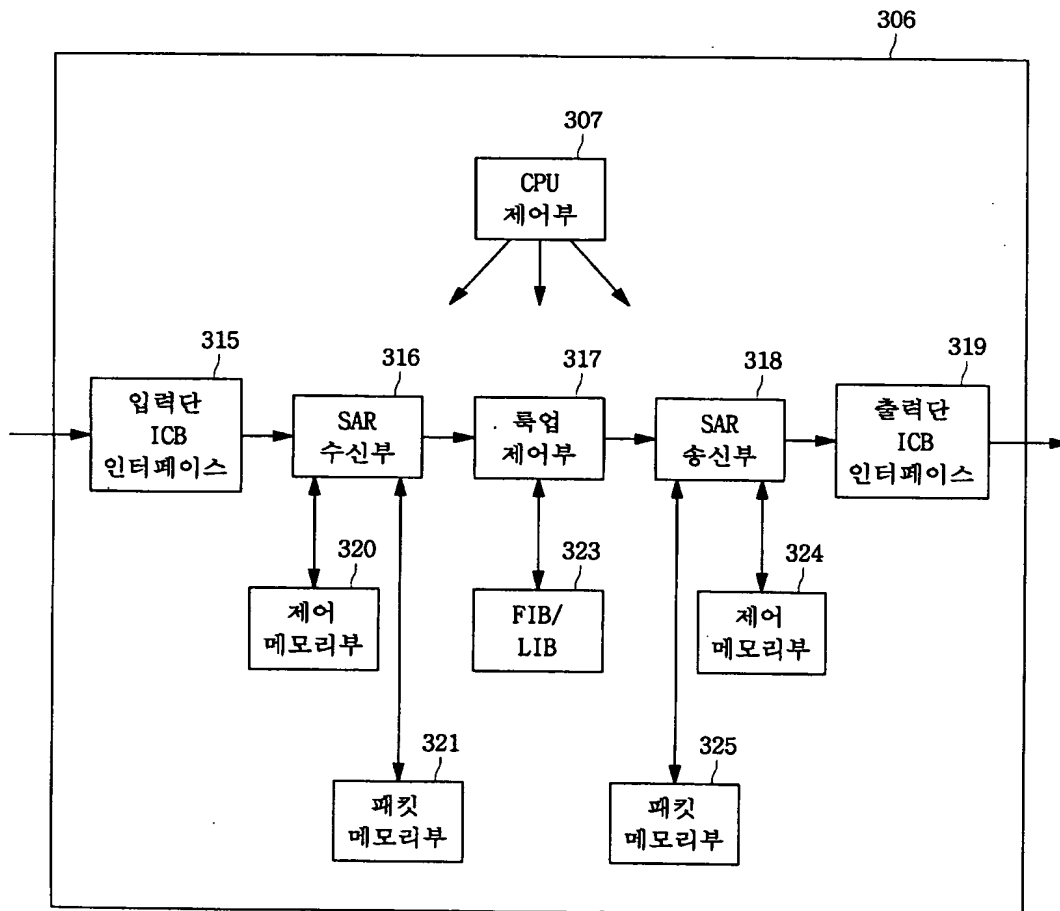 306
307
CPU
제어부
315
입력단
ICB
인터페이스
316
SAR
수신부
317
룩업
제어부
318
SAR
송신부
319
출력단
ICB
인터페이스
320
제어
메모리부
323
FIB/
LIB
324
제어
메모리부
321
패킷
메모리부
325
패킷
메모리부